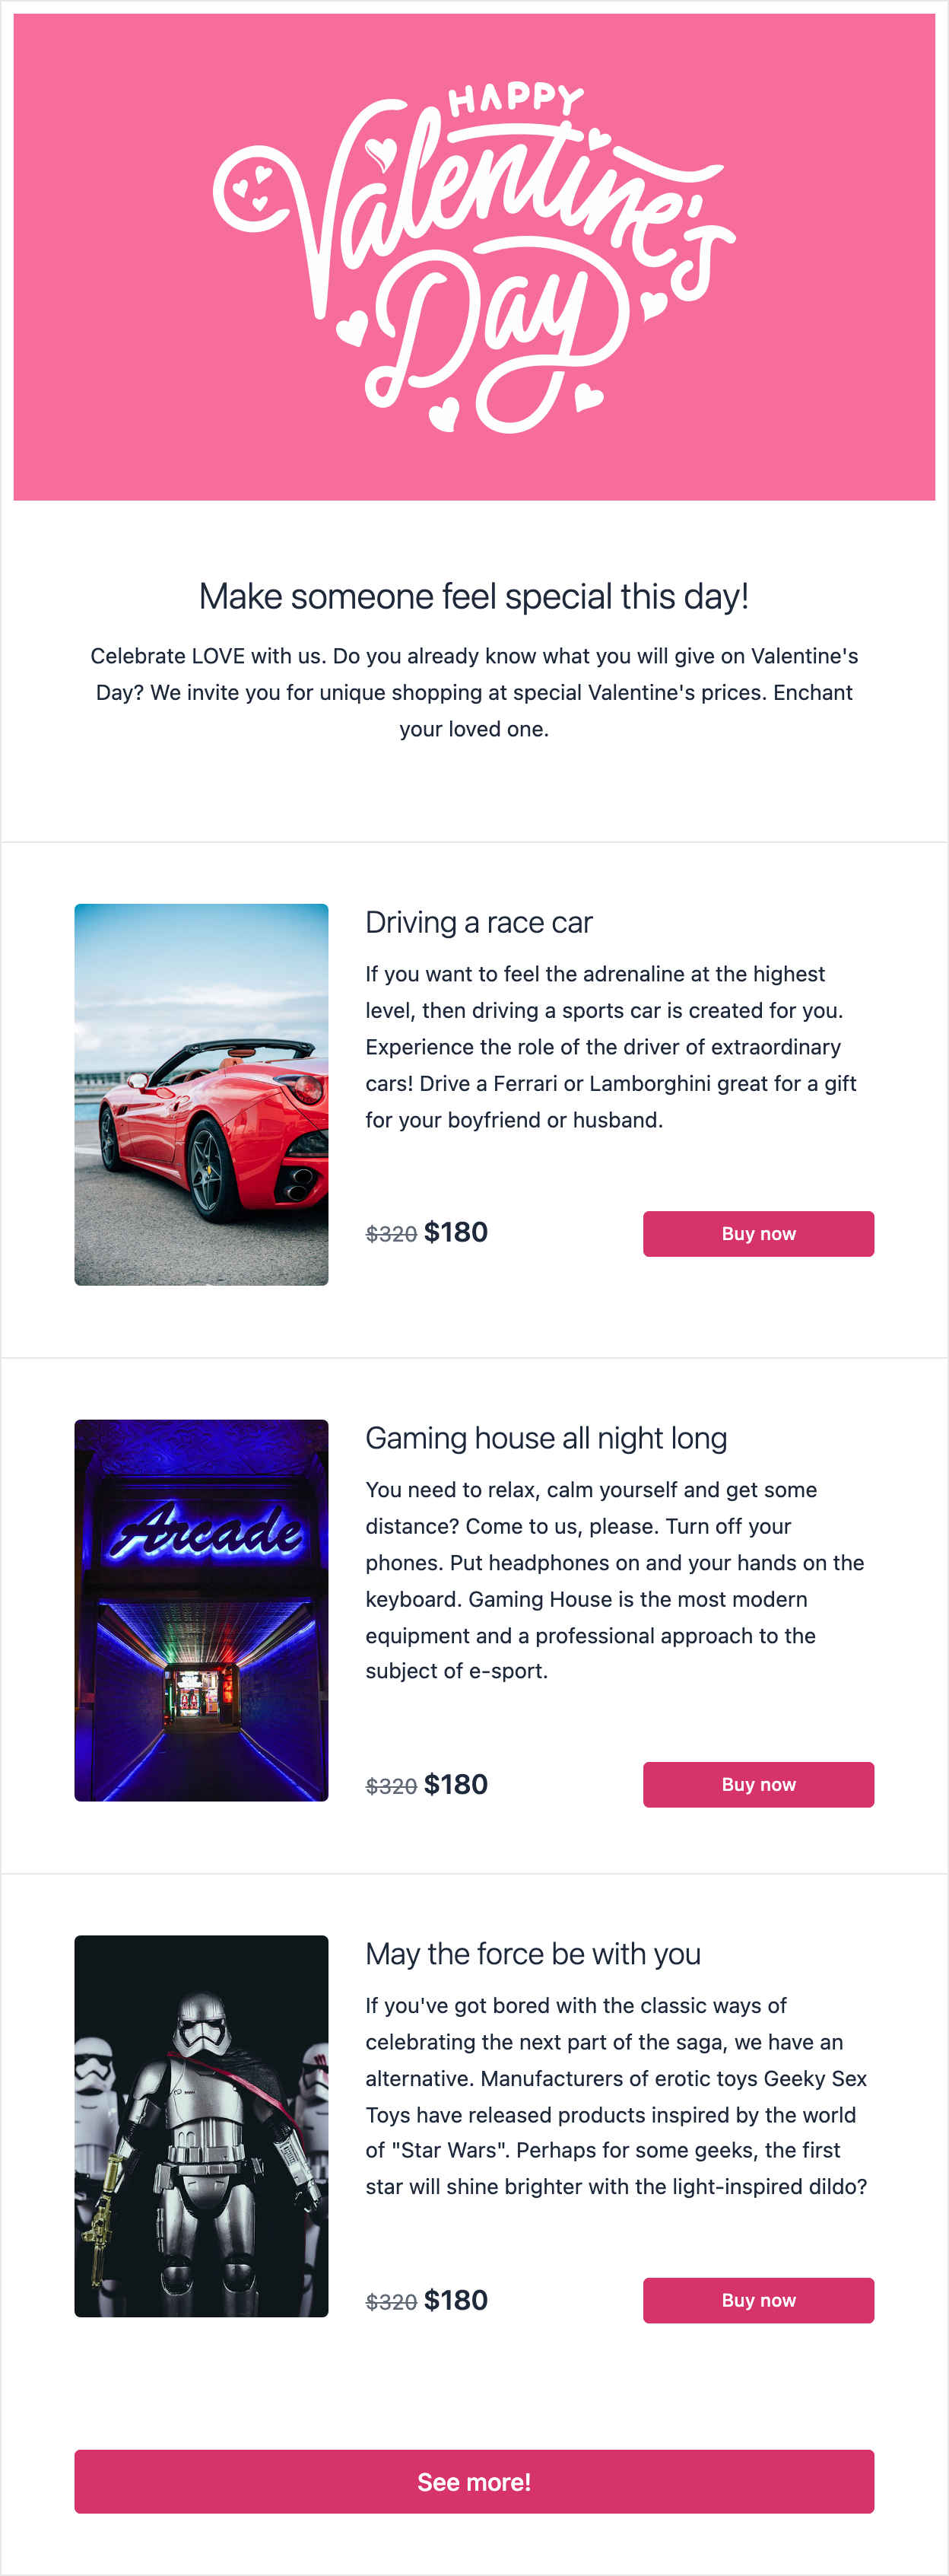 HAPPY
Valentine's
Day
Make someone feel special this day!
Celebrate LOVE with us. Do you already know what you will give on Valentine's
Day? We invite you for unique shopping at special Valentine's prices. Enchant
your loved one.
Driving a race car
If you want to feel the adrenaline at the highest
level, then driving a sports car is created for you.
Experience the role of the driver of extraordinary
cars! Drive a Ferrari or Lamborghini great for a gift
for your boyfriend or husband.
$320 $180 Buy now
Arcade
Gaming house all night long
You need to relax, calm yourself and get some
distance? Come to us, please. Turn off your
phones. Put headphones on and your hands on the
keyboard. Gaming House is the most modern
equipment and a professional approach to the
subject of e-sport.
$320 $180 Buy now
May the force be with you
If you've got bored with the classic ways of
celebrating the next part of the saga, we have an
alternative. Manufacturers of erotic toys Geeky Sex
Toys have released products inspired by the world
of "Star Wars". Perhaps for some geeks, the first
star will shine brighter with the light-inspired dildo?
$320 $180 Buy now
See more!